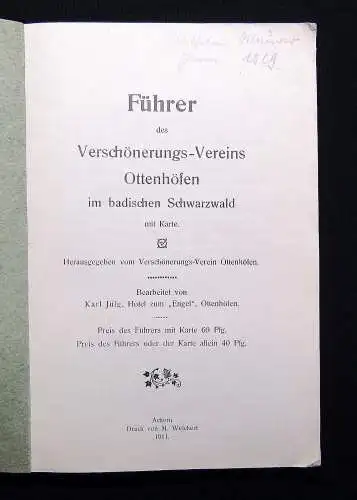 1919
Führer
des
Verschönerungs-Vereins
Ottenhöfen
im badischen Schwarzwald
mit Karte.
Herausgegeben vom Verschönerungs-Verein Ottenhöfen.
Bearbeitet von
Karl Jülg, Hotel zum „Engel", Ottenhöfen.
Preis des Führers mit Karte 60 Pfg.
Preis des Führers oder der Karte allein 40 Pfg.
Achern
Druck von M. Weichert
1911.